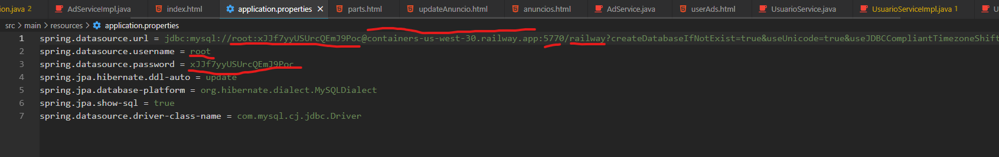 ion.java 2 AdServiceImpl.java index.html application.properties parts.html updateAnuncio.html anuncios.html AdService.java userAds.html UsuarioService.java UsuarioServiceImpl.java 1 U
src > main > resources > application.properties
1 spring.datasource.url = jdbc:mysql://root:xJJf7yyUSUrcQEmJ9Poc@containers-us-west-30.railway.app:5770/railway?createDatabaseIfNotExist=true&useUnicode=true&useJDBCCompliantTimezoneShift
2 spring.datasource.username = root
3 spring.datasource.password = xJJf7yyUSUrcQEmJ9Poc
4 spring.jpa.hibernate.ddl-auto = update
5 spring.jpa.database-platform = org.hibernate.dialect.MySQLDialect
6 spring.jpa.show-sql = true
7 spring.datasource.driver-class-name = com.mysql.cj.jdbc.Driver